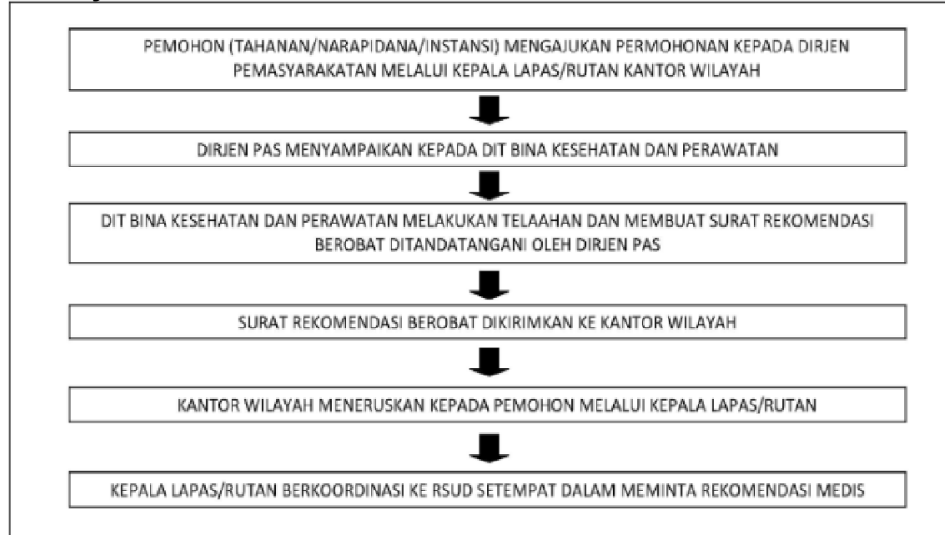 PEMOHON (TAHANAN/NARAPIDANA/INSTANSI) MENGAJUKAN PERMOHONAN KEPADA DIRJEN
PEMASYARAKATAN MELALUI KEPALA LAPAS/RUTAN KANTOR WILAYAH
DIRJEN PAS MENYAMPAIKAN KEPADA DIT BINA KESEHATAN DAN PERAWATAN
DIT BINA KESEHATAN DAN PERAWATAN MELAKUKAN TELAAHAN DAN MEMBUAT SURAT REKOMENDASI
BEROBAT DITANDATANGANI OLEH DIRJEN PAS
SURAT REKOMENDASI BEROBAT DIKIRIMKAN KE KANTOR WILAYAH
KANTOR WILAYAH MENERUSKAN KEPADA PEMOHON MELALUI KEPALA LAPAS/RUTAN
KEPALA LAPAS/RUTAN BERKOORDINASI KE RSUD SETEMPAT DALAM MEMINTA REKOMENDASI MEDIS